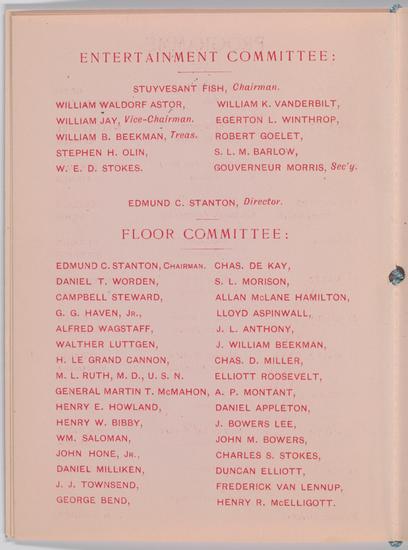 ENTERTAINMENT COMMITTEE:
STUYVESANT FISH, Chairman.
WILLIAM WALDORF ASTOR, WILLIAM K. VANDERBILT,
WILLIAM JAY, Vice-Chairman. EGERTON L. WINTHROP,
WILLIAM B. BEEKMAN, Treas. ROBERT GOELET,
STEPHEN H. OLIN, S. L. M. BARLOW,
W. E. D. STOKES. GOUVERNEUR MORRIS, Sec'y.
EDMUND C. STANTON, Director.
FLOOR COMMITTEE:
EDMUND C. STANTON, CHAIRMAN. CHAS. DE KAY,
DANIEL T. WORDEN, S. L. MORISON,
CAMPBELL STEWARD, ALLAN McLANE HAMILTON,
G. G. HAVEN, JR., LLOYD ASPINWALL,
ALFRED WAGSTAFF, J. L. ANTHONY,
WALTHER LUTTGEN, J. WILLIAM BEEKMAN,
H. LE GRAND CANNON, CHAS. D. MILLER,
M. L. RUTH, M. D., U. S. N. ELLIOTT ROOSEVELT,
GENERAL MARTIN T. McMAHON, A. P. MONTANT,
HENRY E. HOWLAND, DANIEL APPLETON,
HENRY W. BIBBY, J. BOWERS LEE,
WM. SALOMAN, JOHN M. BOWERS,
JOHN HONE, JR., CHARLES S. STOKES,
DANIEL MILLIKEN, DUNCAN ELLIOTT,
J. J. TOWNSEND, FREDERICK VAN LENNUP,
GEORGE BEND, HENRY R. McELLIGOTT.